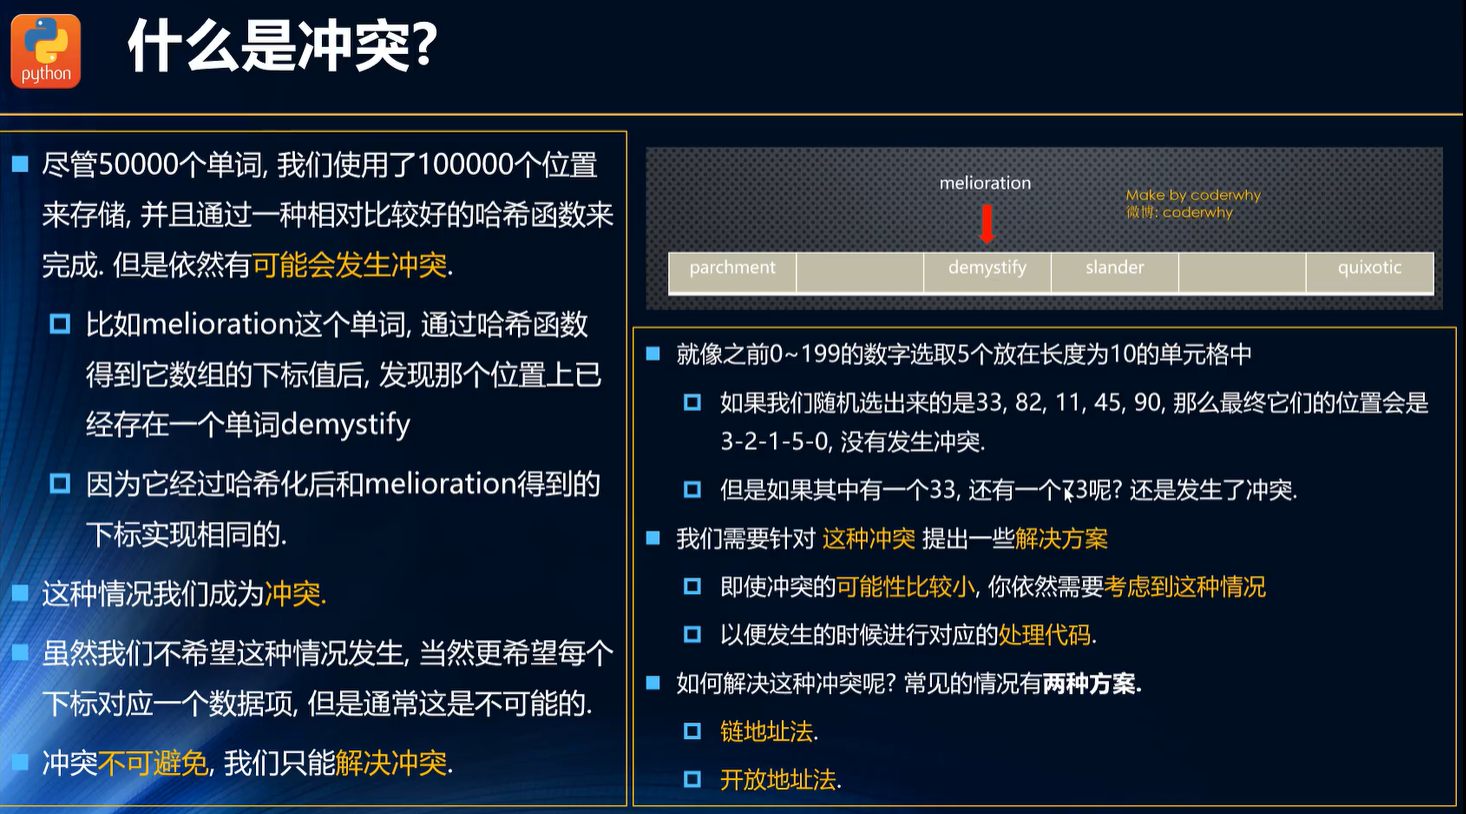 python
什么是冲突?
尽管50000个单词, 我们使用了100000个位置
来存储, 并且通过一种相对比较好的哈希函数来
完成. 但是依然有可能会发生冲突.
比如melioration这个单词, 通过哈希函数
得到它数组的下标值后, 发现那个位置上已
经存在一个单词demystify
因为它经过哈希化后和melioration得到的
下标实现相同的.
这种情况我们成为冲突.
虽然我们不希望这种情况发生, 当然更希望每个
下标对应一个数据项, 但是通常这是不可能的.
冲突不可避免, 我们只能解决冲突.
melioration
Make by coderwhy
微博: coderwhy
parchment demystify slander quixotic
就像之前0~199的数字选取5个放在长度为10的单元格中
如果我们随机选出来的是33, 82, 11, 45, 90, 那么最终它们的位置会是
3-2-1-5-0, 没有发生冲突.
但是如果其中有一个33, 还有一个73呢? 还是发生了冲突.
我们需要针对 这种冲突 提出一些解决方案
即使冲突的可能性比较小, 你依然需要考虑到这种情况
以便发生的时候进行对应的处理代码.
如何解决这种冲突呢? 常见的情况有两种方案.
链地址法.
开放地址法.